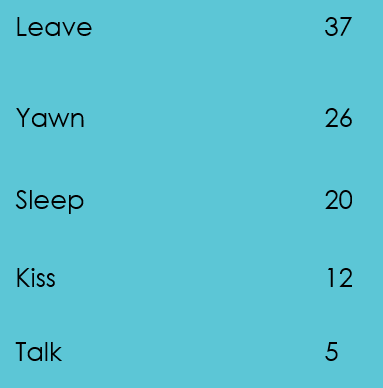 Leave 37
Yawn 26
Sleep 20
Kiss 12
Talk 5